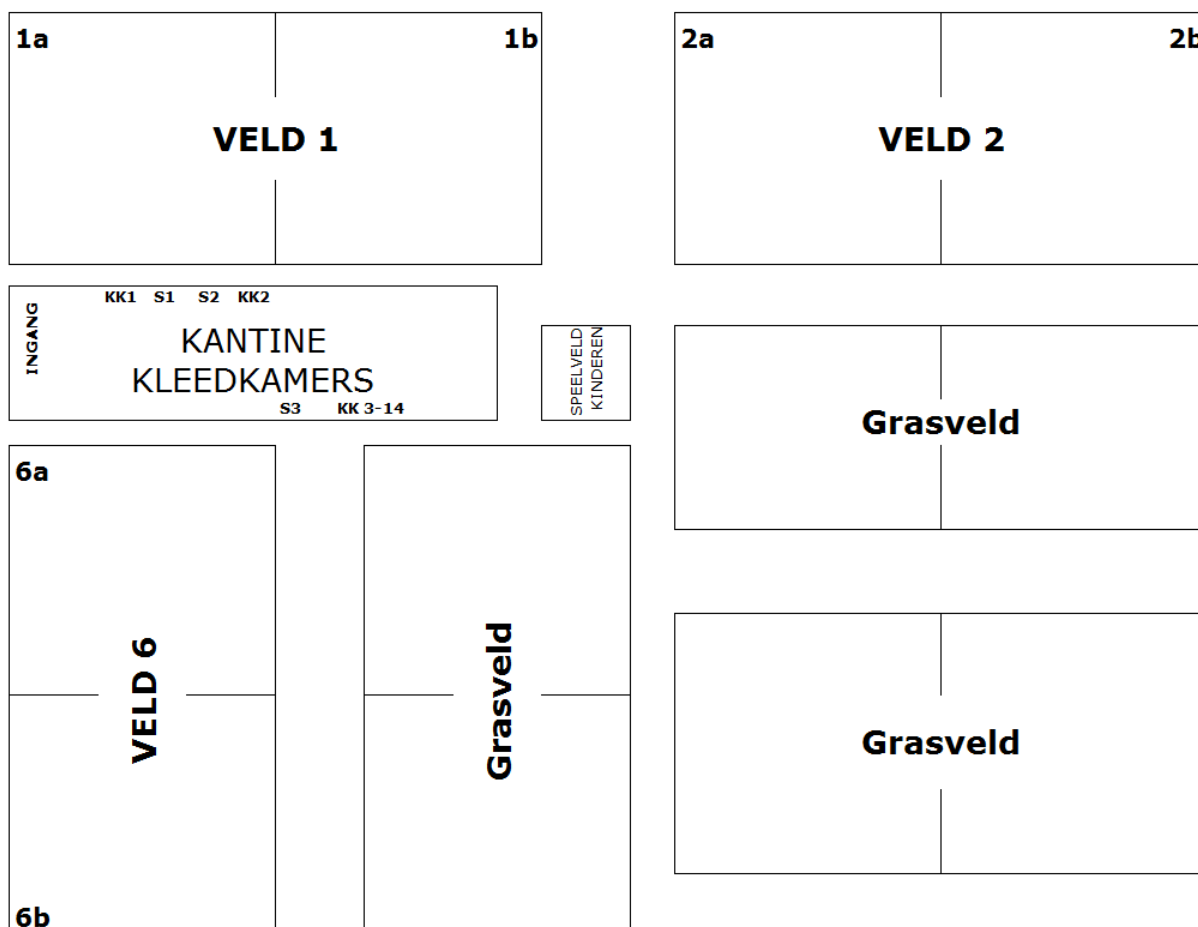 1a 1b
VELD 1
2a 2b
VELD 2
INGANG
KK1 S1 S2 KK2
KANTINE
KLEEDKAMERS
S3 KK 3-14
SPEELVELD
KINDEREN
Grasveld
6a
VELD 6
6b
Grasveld
Grasveld